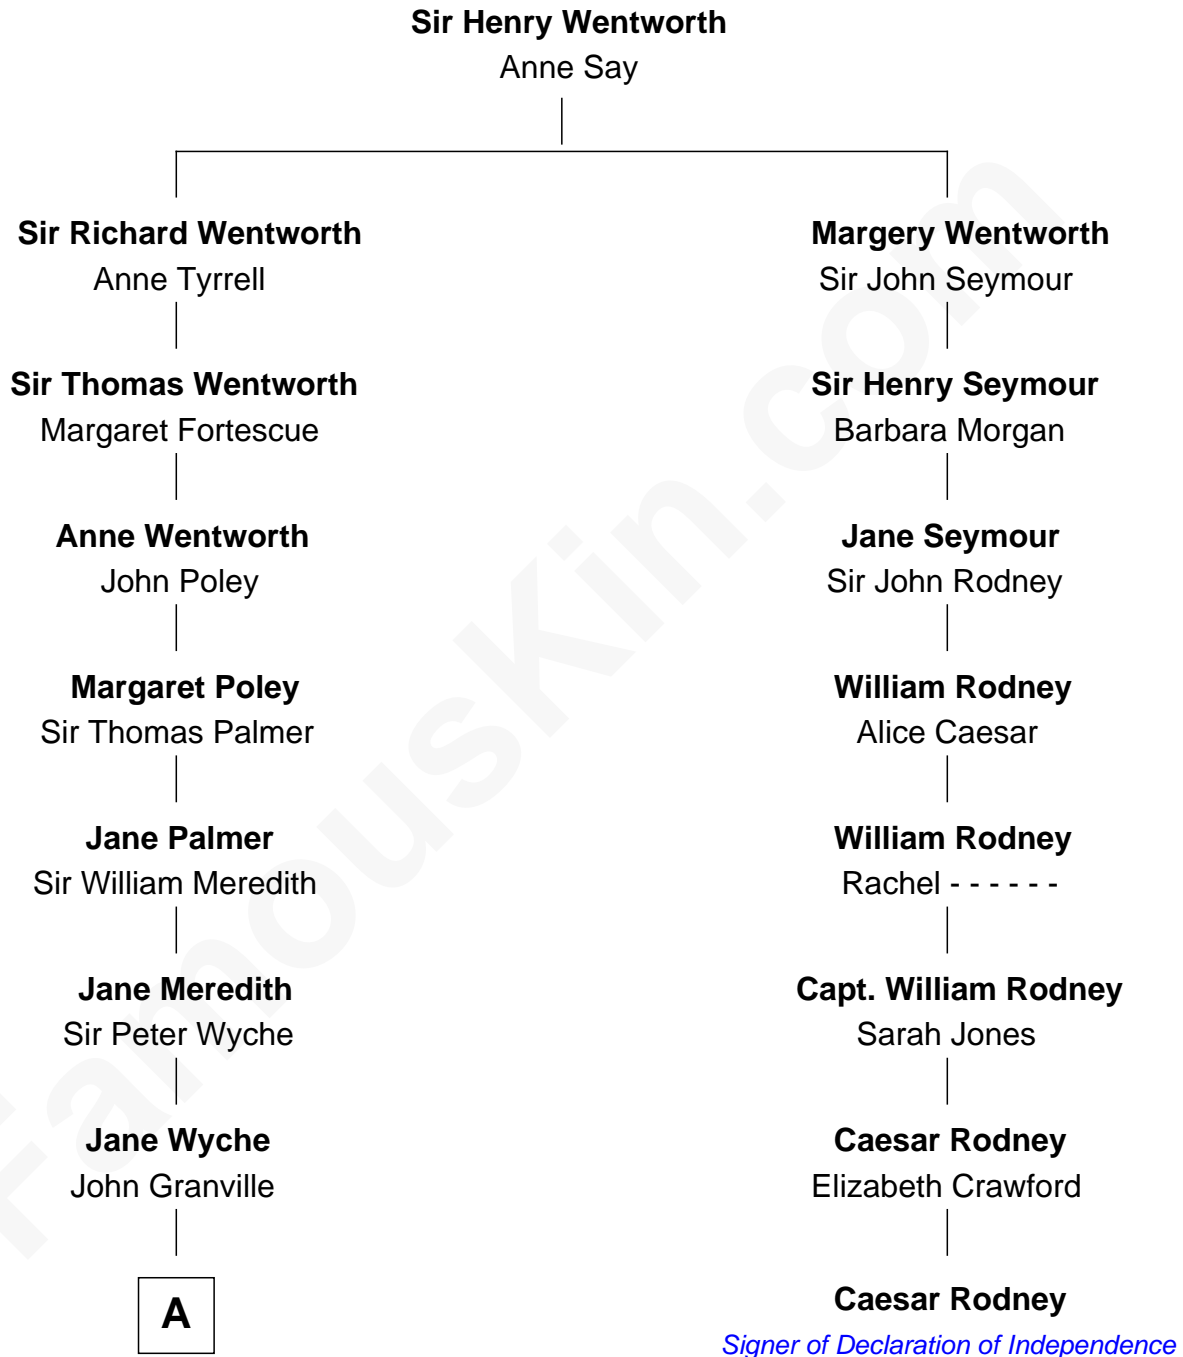 Sir Henry Wentworth
Anne Say
Sir Richard Wentworth
Anne Tyrrell
Margery Wentworth
Sir John Seymour
Sir Thomas Wentworth
Margaret Fortescue
Sir Henry Seymour
Barbara Morgan
Anne Wentworth
John Poley
Jane Seymour
Sir John Rodney
Margaret Poley
Sir Thomas Palmer
William Rodney
Alice Caesar
Jane Palmer
Sir William Meredith
William Rodney
Rachel - - - - - -
Jane Meredith
Sir Peter Wyche
Capt. William Rodney
Sarah Jones
Jane Wyche
John Granville
Caesar Rodney
Elizabeth Crawford
A
Caesar Rodney
Signer of Declaration of Independence
FamousKin.com